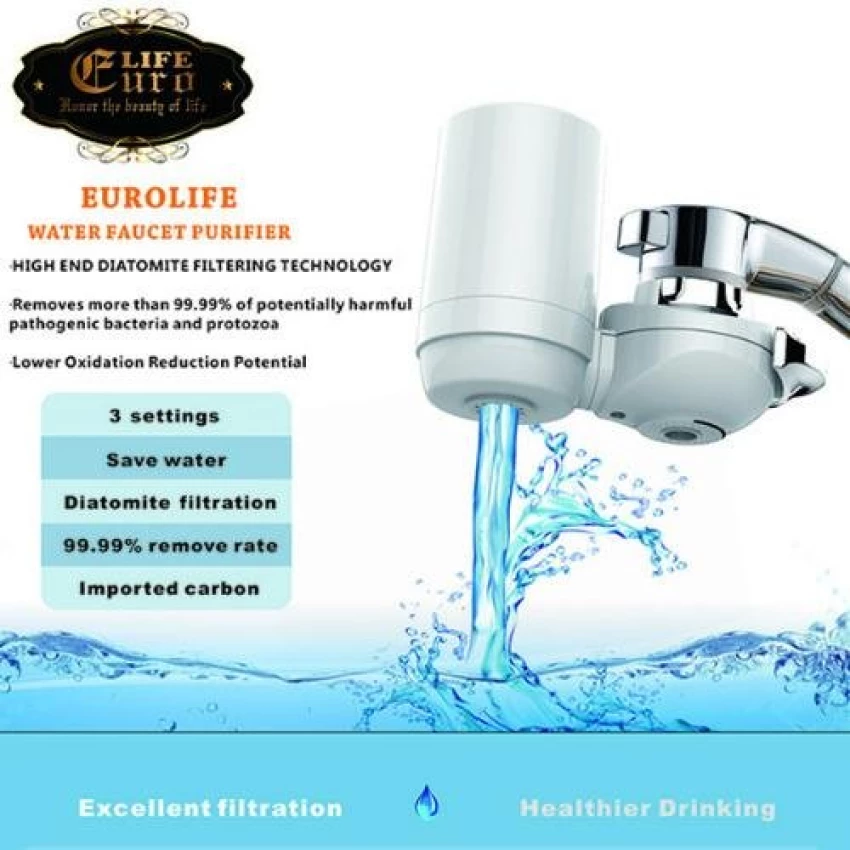 LIFE
Euro
Honor the beauty of life
EUROLIFE
WATER FAUCET PURIFIER
·HIGH END DIATOMITE FILTERING TECHNOLOGY
·Removes more than 99.99% of potentially harmful
pathogenic bacteria and protozoa
·Lower Oxidation Reduction Potential
3 settings
Save water
Diatomite filtration
99.99% remove rate
Imported carbon
Excellent filtration
Healthier Drinking